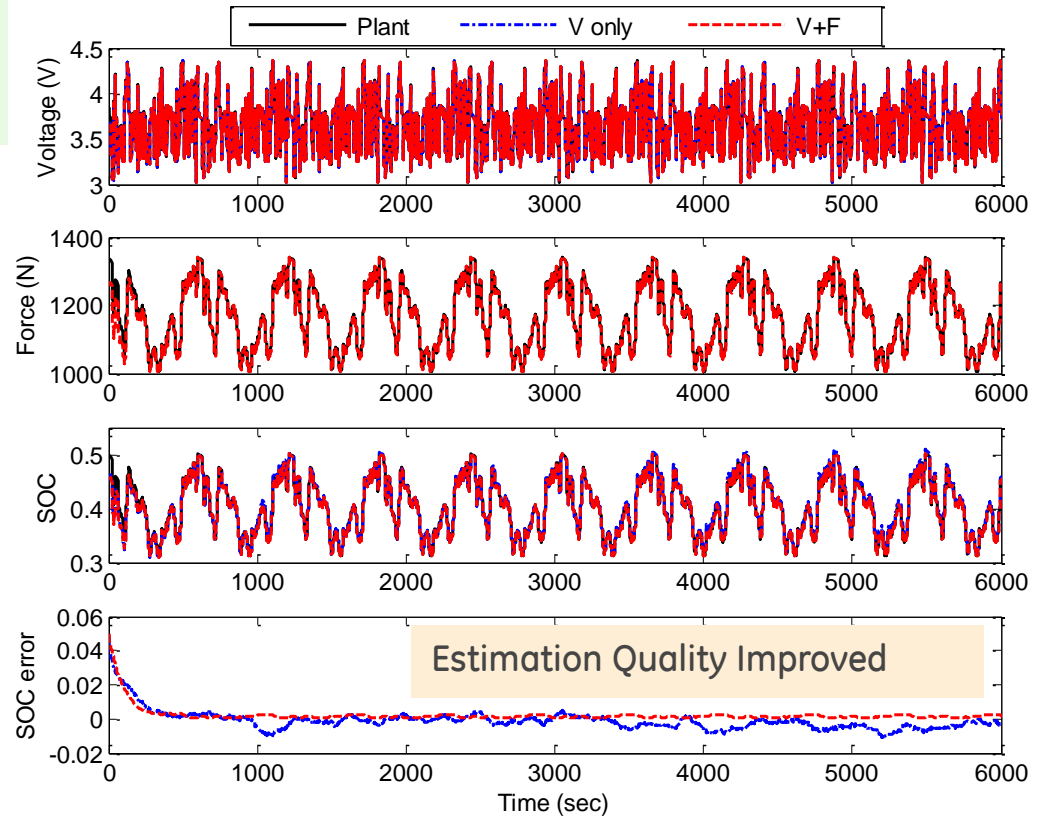 Plant V only V+F
Voltage (V)
4.5
4
3.5
3
0 1000 2000 3000 4000 5000 6000
Force (N)
1400
1200
1000
0 1000 2000 3000 4000 5000 6000
SOC
0.5
0.4
0.3
0 1000 2000 3000 4000 5000 6000
SOC error
0.06
0.04
0.02
0
-0.02
Estimation Quality Improved
0 1000 2000 3000 4000 5000 6000
Time (sec)